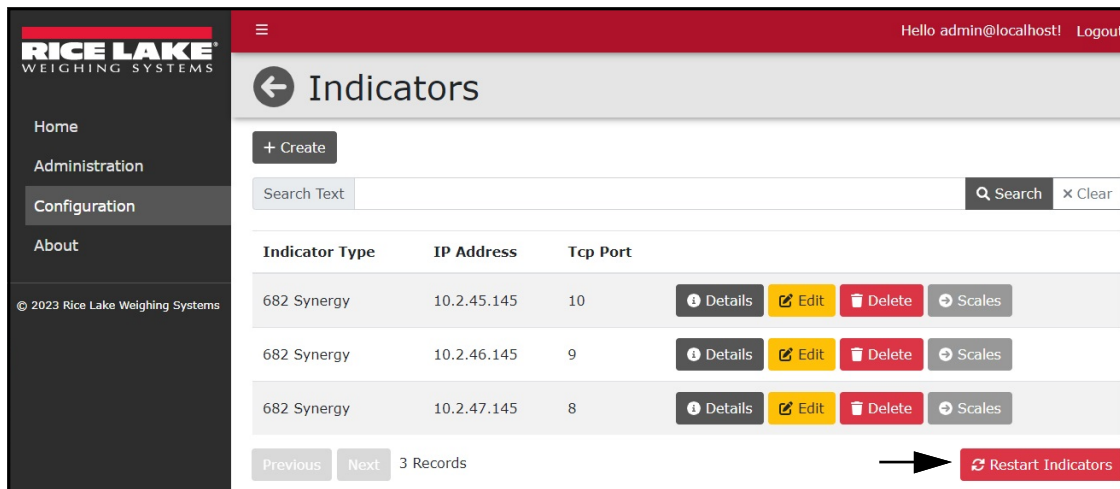 RICE LAKE®
WEIGHING SYSTEMS
Home
Administration
Configuration
About
© 2023 Rice Lake Weighing Systems
Hello admin@localhost! Logout
Indicators
+ Create
Search Text Search × Clear
Indicator Type IP Address Tcp Port
682 Synergy 10.2.45.145 10 Details Edit Delete Scales
682 Synergy 10.2.46.145 9 Details Edit Delete Scales
682 Synergy 10.2.47.145 8 Details Edit Delete Scales
Previous Next 3 Records Restart Indicators